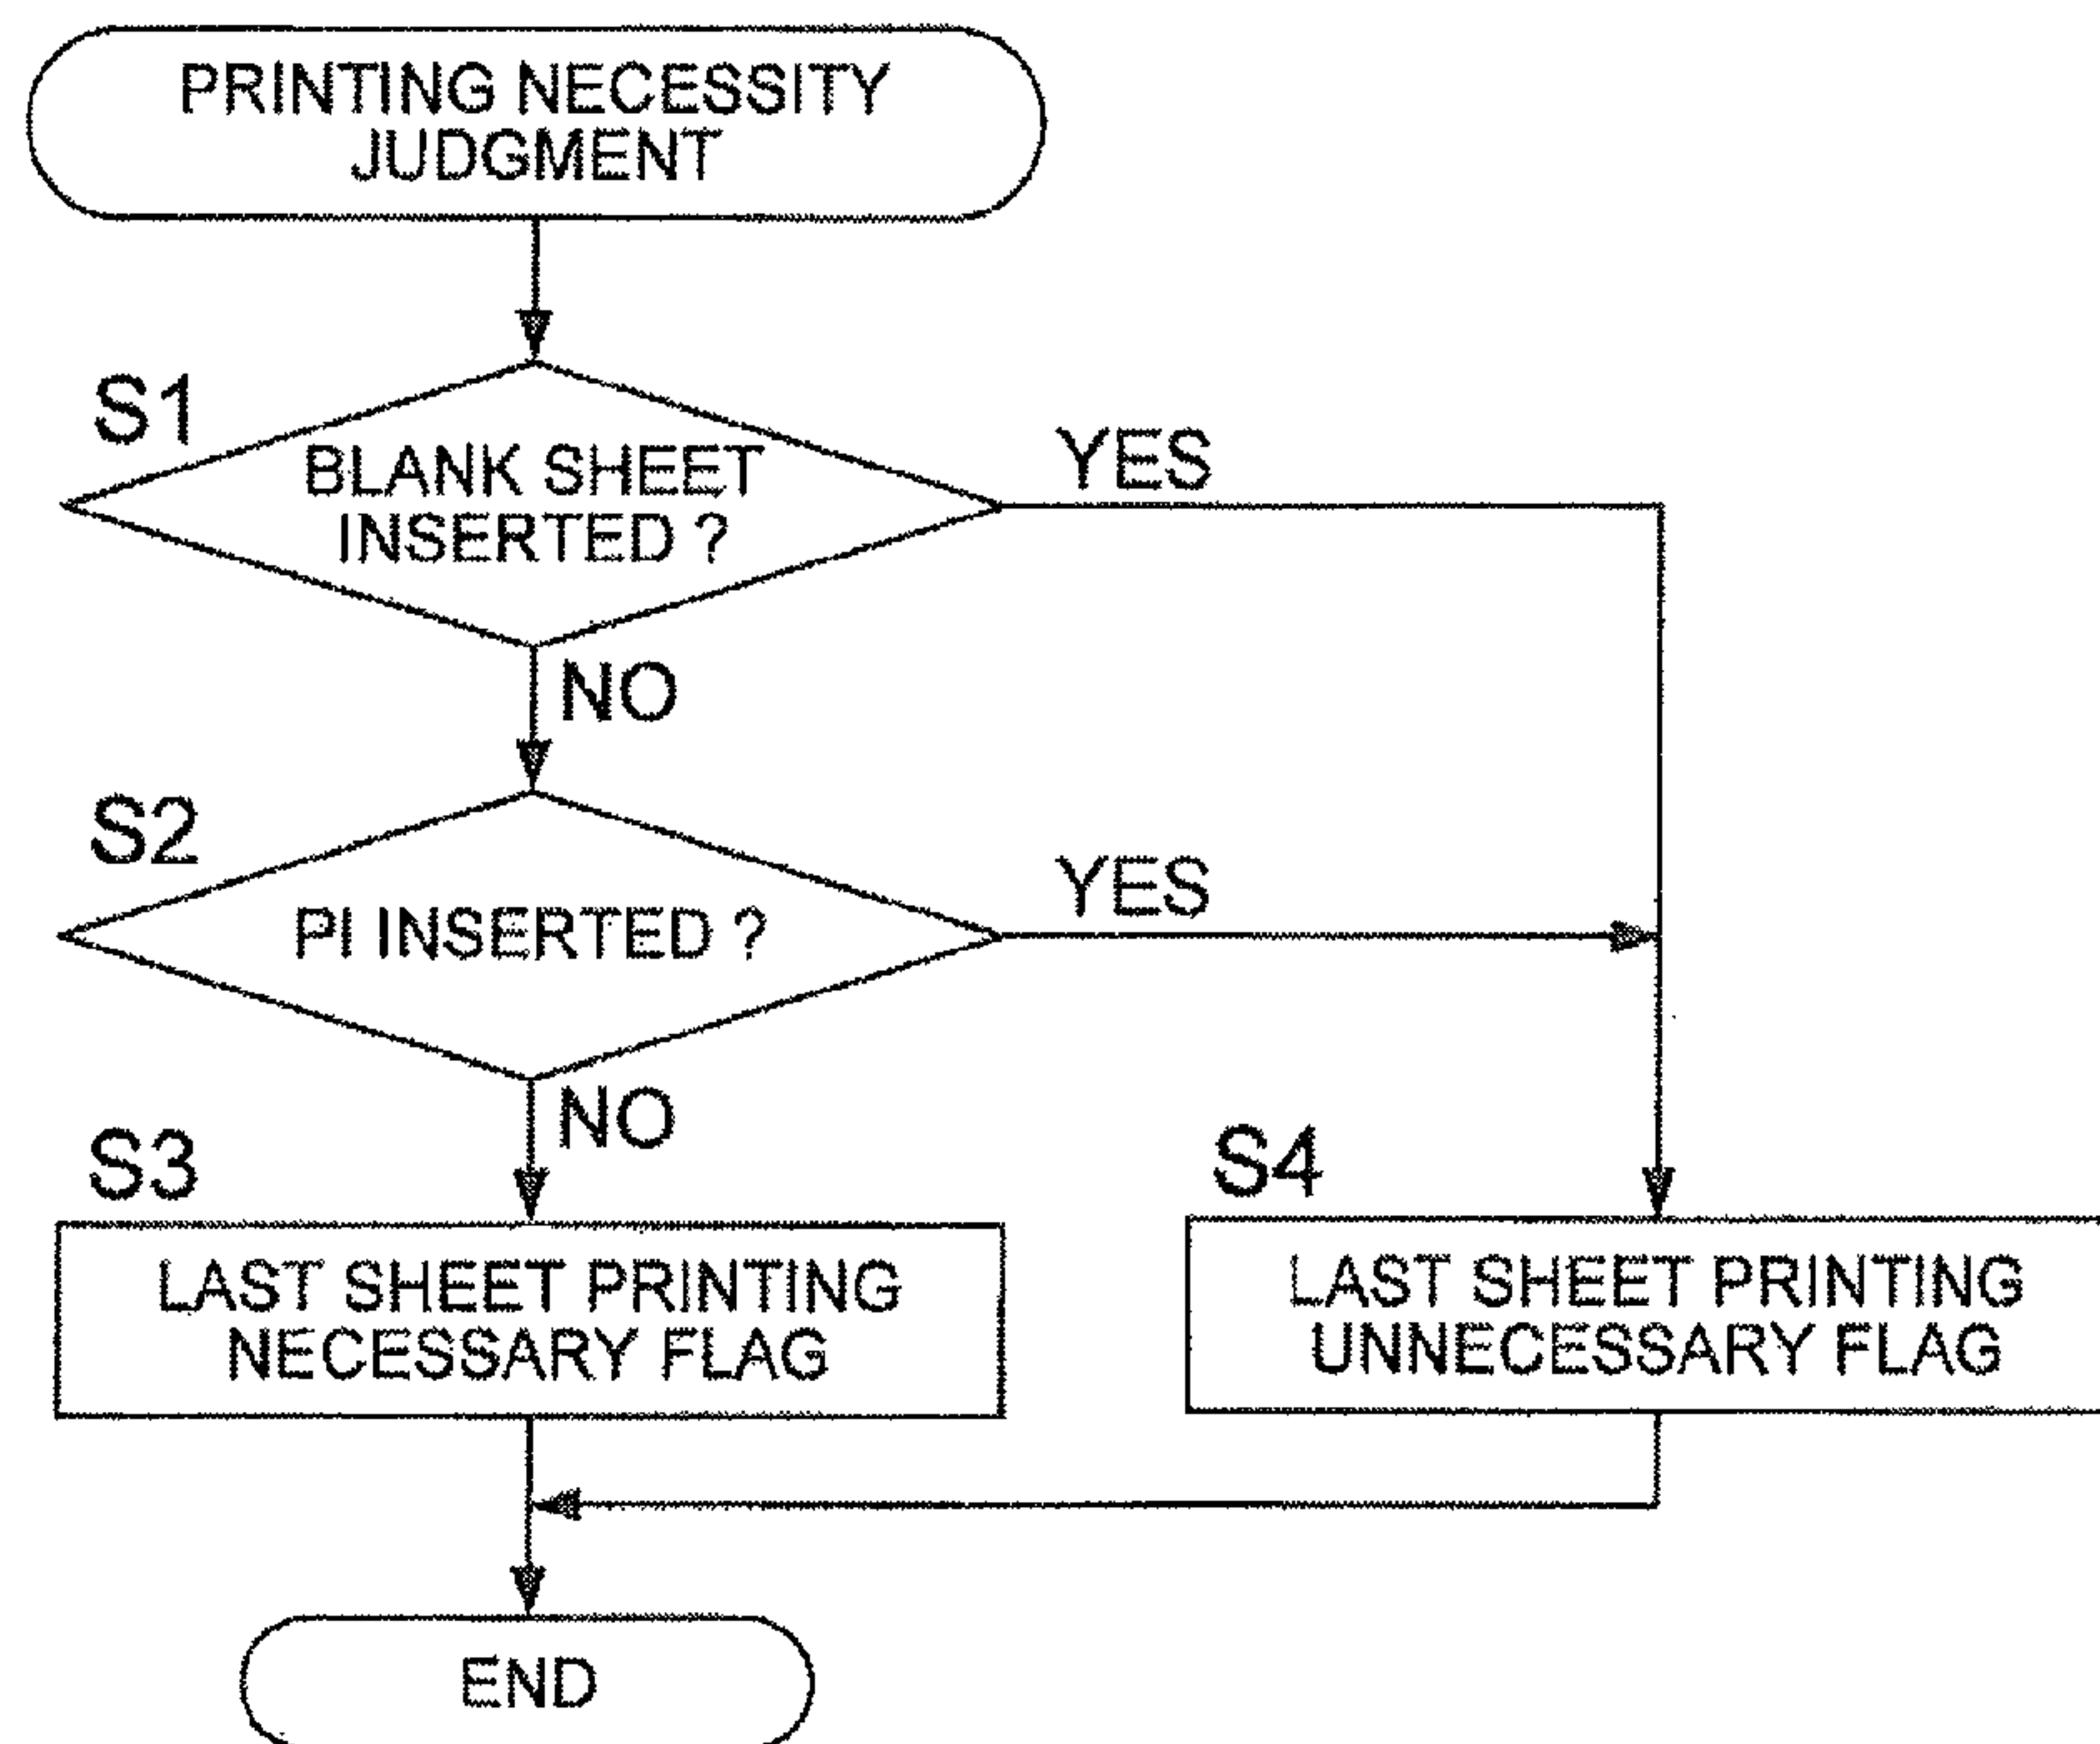 PRINTING NECESSITY
JUDGMENT
S1
BLANK SHEET
INSERTED ?
YES
NO
S2
PI INSERTED ?
YES
NO
S3
LAST SHEET PRINTING
NECESSARY FLAG
S4
LAST SHEET PRINTING
UNNECESSARY FLAG
END